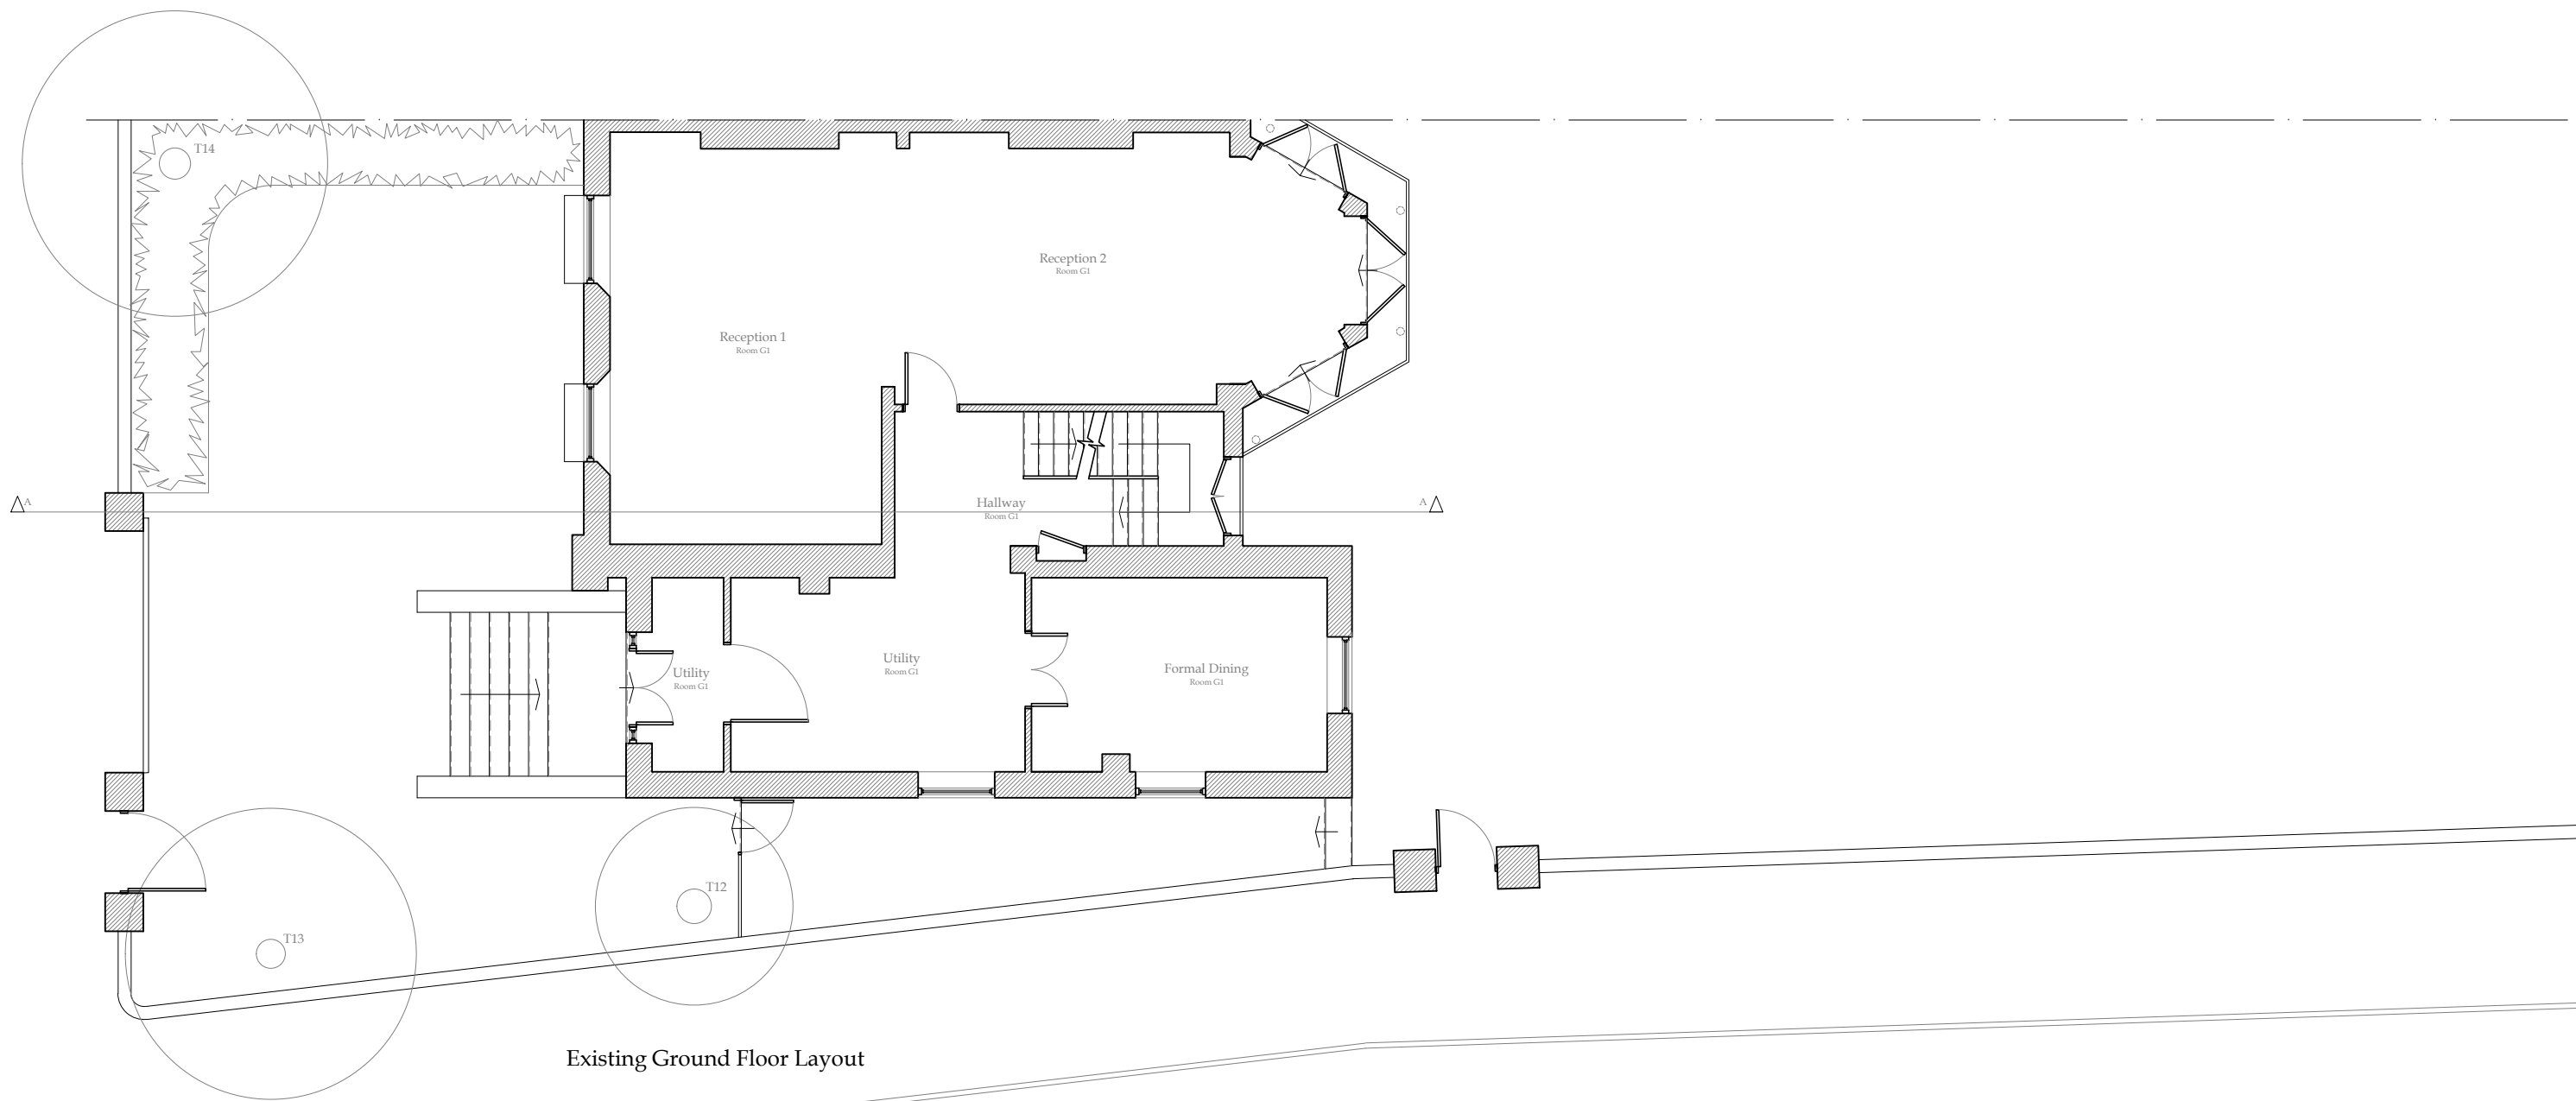 T14
Reception 2
Room G1
Reception 1
Room G1
A
Hallway
Room G1
A
Utility
Room G1
Utility
Room G1
Formal Dining
Room G1
T12
T13
Existing Ground Floor Layout